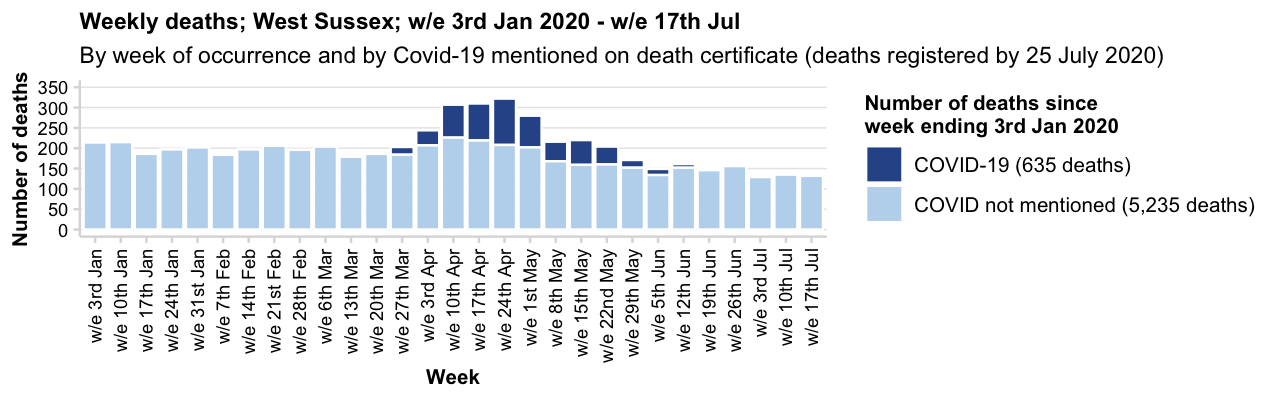 Weekly deaths; West Sussex; w/e 3rd Jan 2020 - w/e 17th Jul
By week of occurrence and by Covid-19 mentioned on death certificate (deaths registered by 25 July 2020)
Number of deaths
350
300
250
200
150
100
50
0
w/e 3rd Jan
w/e 10th Jan
w/e 17th Jan
w/e 24th Jan
w/e 31st Jan
w/e 7th Feb
w/e 14th Feb
w/e 21st Feb
w/e 28th Feb
w/e 6th Mar
w/e 13th Mar
w/e 20th Mar
w/e 27th Mar
w/e 3rd Apr
w/e 10th Apr
w/e 17th Apr
w/e 24th Apr
w/e 1st May
w/e 8th May
w/e 15th May
w/e 22nd May
w/e 29th May
w/e 5th Jun
w/e 12th Jun
w/e 19th Jun
w/e 26th Jun
w/e 3rd Jul
w/e 10th Jul
w/e 17th Jul
Week
Number of deaths since
week ending 3rd Jan 2020
COVID-19 (635 deaths)
COVID not mentioned (5,235 deaths)